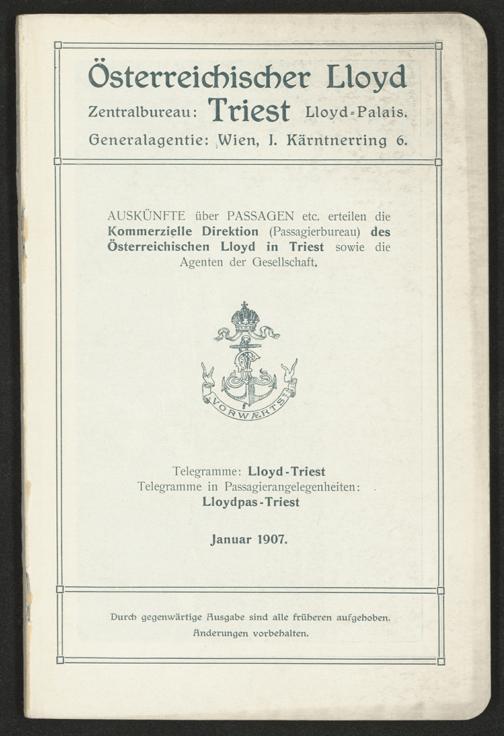 Österreichischer Lloyd
Zentralbureau: Triest Lloyd-Palais.
Generalagentie: Wien, I. Kärntnerring 6.
AUSKÜNFTE über PASSAGEN etc. erteilen die
Kommerzielle Direktion (Passagierbureau) des
Österreichischen Lloyd in Triest sowie die
Agenten der Gesellschaft.
VORWÆRTS!
Telegramme: Lloyd-Triest
Telegramme in Passagierangelegenheiten:
Lloydpas-Triest
Januar 1907.
Durch gegenwärtige Ausgabe sind alle früheren aufgehoben.
Änderungen vorbehalten.